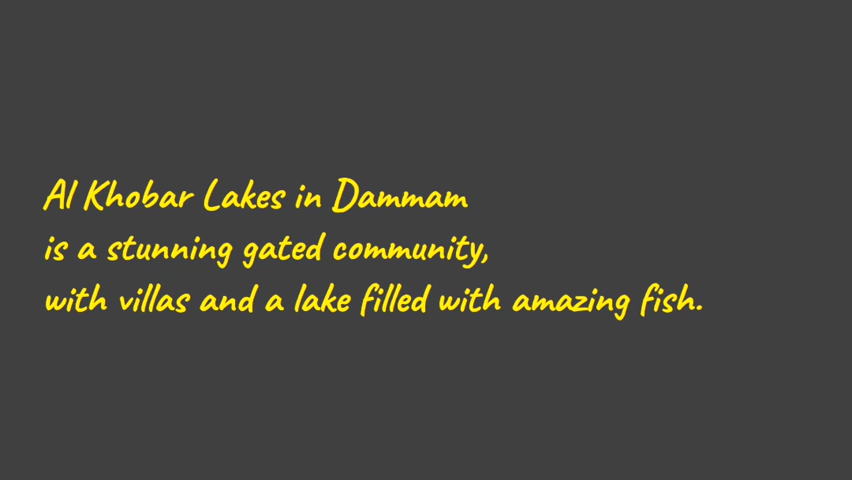 Al Khobar Lakes in Dammam
is a stunning gated community,
with villas and a lake filled with amazing fish.